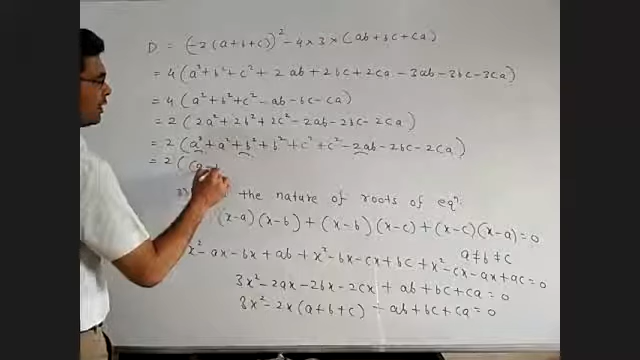 D = (-2(a+b+c))² - 4×3×(ab+bc+ca)
= 4(a²+b²+c²+2ab+2bc+2ca-3ab-3bc-3ca)
= 4(a²+b²+c²-ab-bc-ca)
= 2(2a²+2b²+2c²-2ab-2bc-2ca)
= 2(a²+a²+b²+b²+c²+c²-2ab-2bc-2ca)
= 2((a-
the nature of roots of eqⁿ.
(x-a)(x-b)+(x-b)(x-c)+(x-c)(x-a)=0
a≠b≠c
x²-ax-bx+ab+x²-bx-cx+bc+x²-cx-ax+ac=0
3x²-2ax-2bx-2cx+ab+bc+ca=0
3x²-2x(a+b+c) ab+bc+ca=0